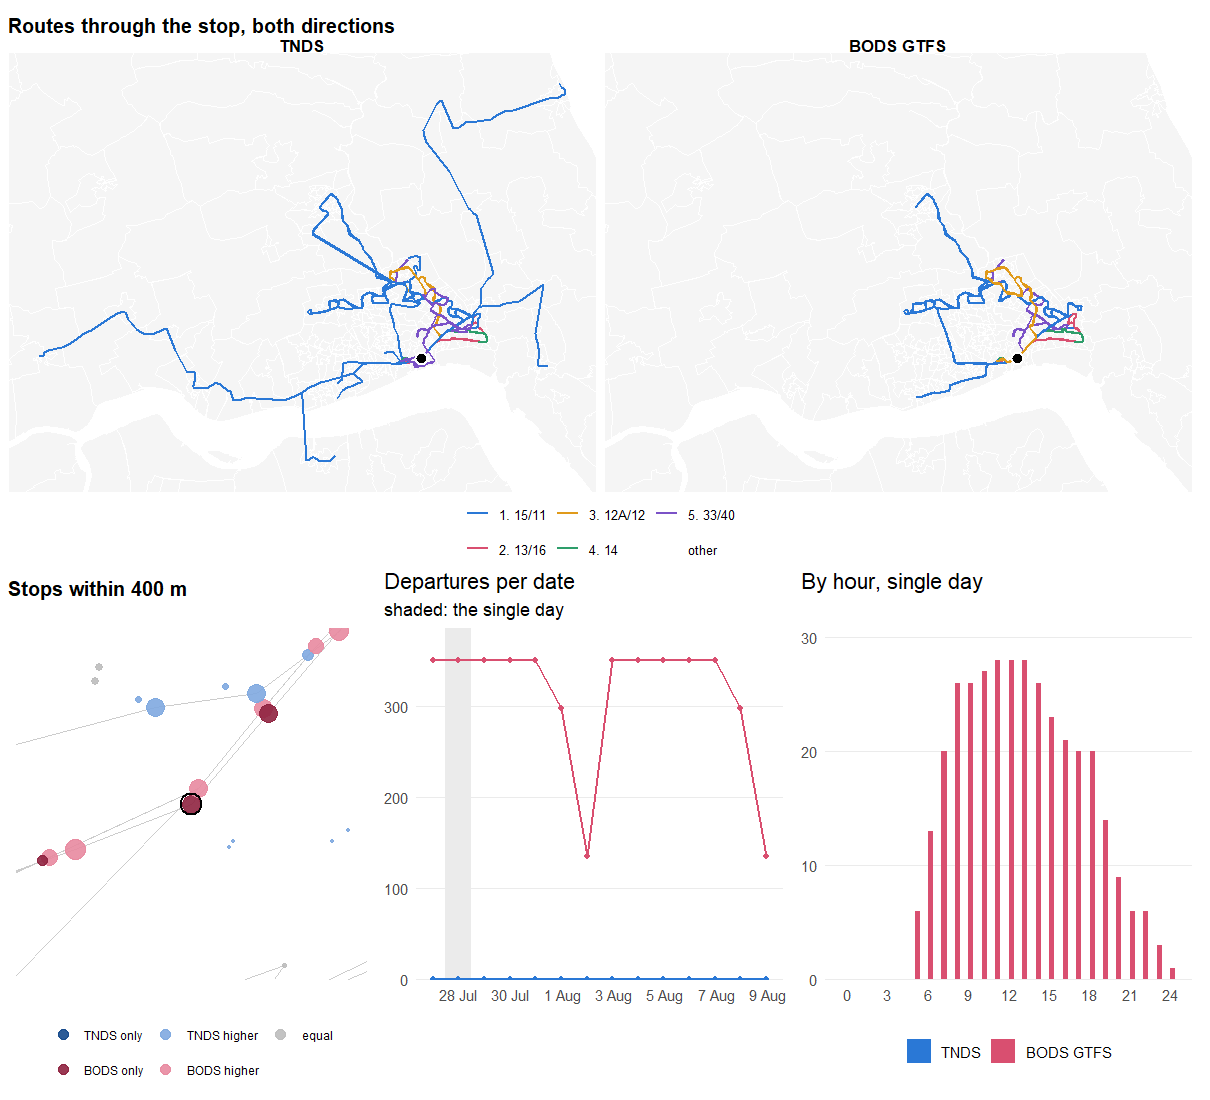 Routes through the stop, both directions
TNDS
BODS GTFS
1. 15/11
3. 12A/12
5. 33/40
2. 13/16
4. 14
other
Stops within 400 m
TNDS only
TNDS higher
equal
BODS only
BODS higher
Departures per date
shaded: the single day
300
200
100
0
28 Jul
30 Jul
1 Aug
3 Aug
5 Aug
7 Aug
9 Aug
By hour, single day
30
20
10
0
0
3
6
9
12
15
18
21
24
TNDS
BODS GTFS